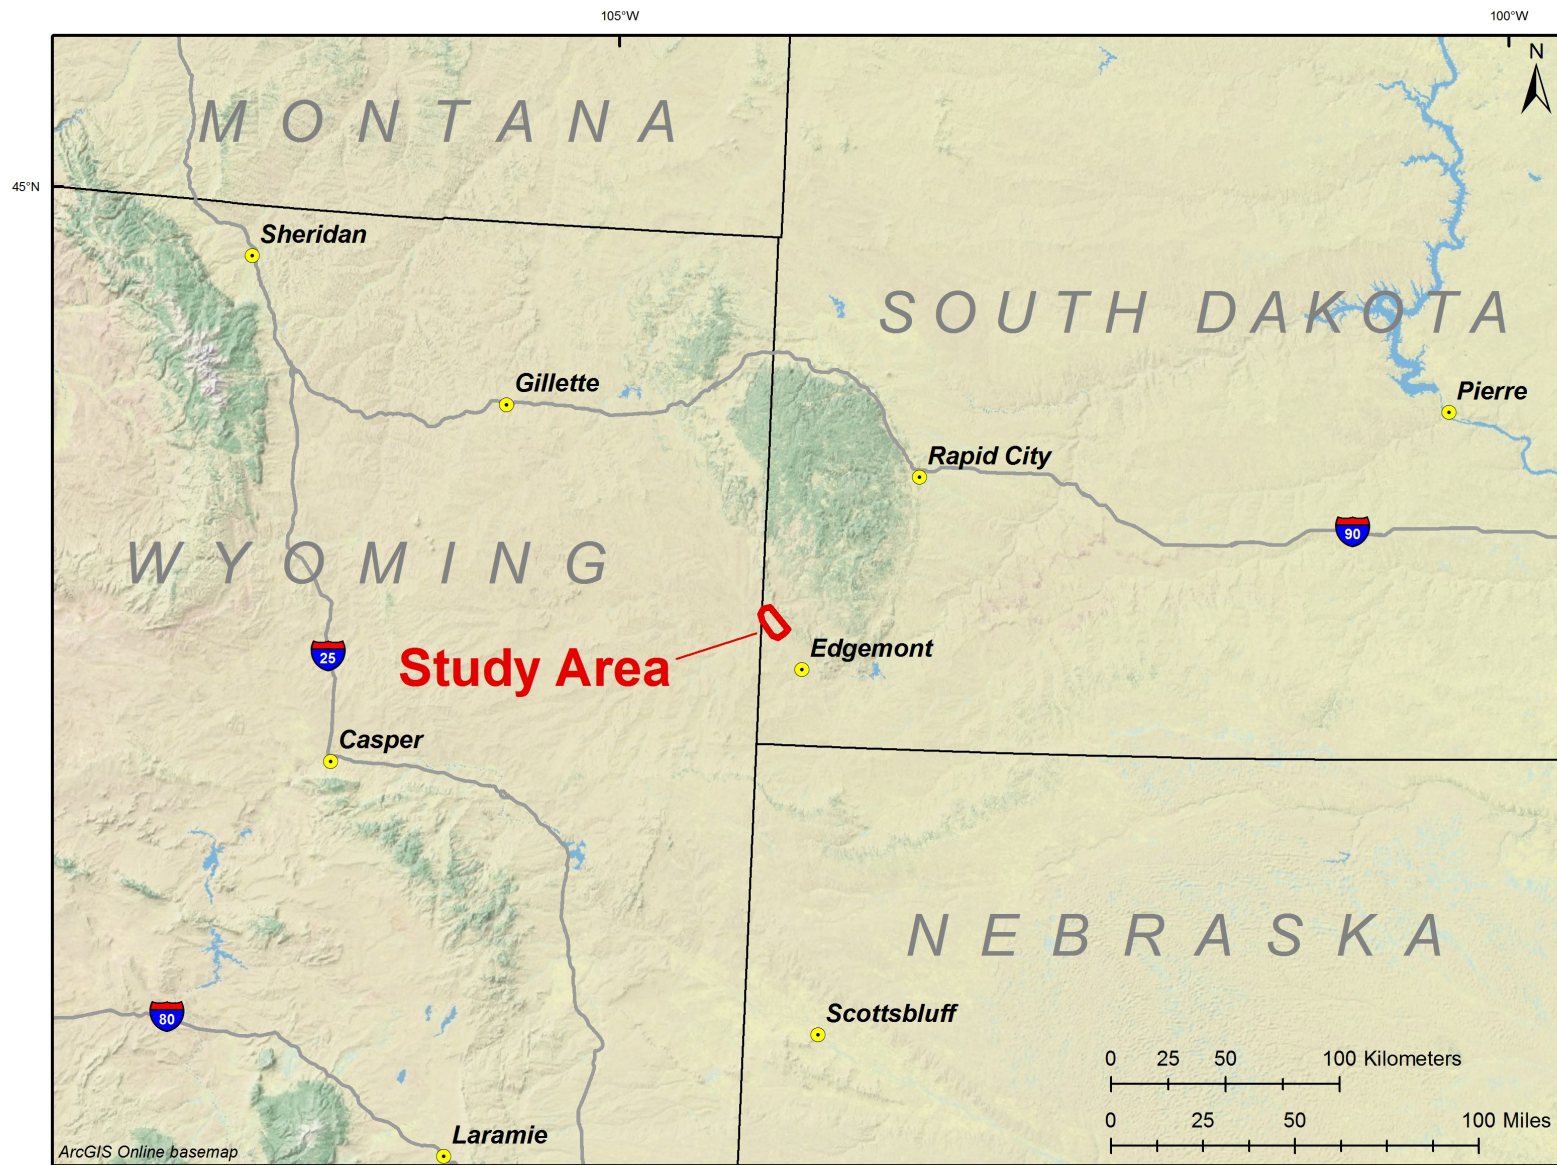 105°W
100°W
N
MONTANA
45°N
Sheridan
SOUTH DAKOTA
Gillette
Pierre
Rapid City
90
WYOMING
Edgemont
25
Study Area
Casper
NEBRASKA
Scottsbluff
80
0 25 50 100 Kilometers
0 25 50 100 Miles
Laramie
ArcGIS Online basemap